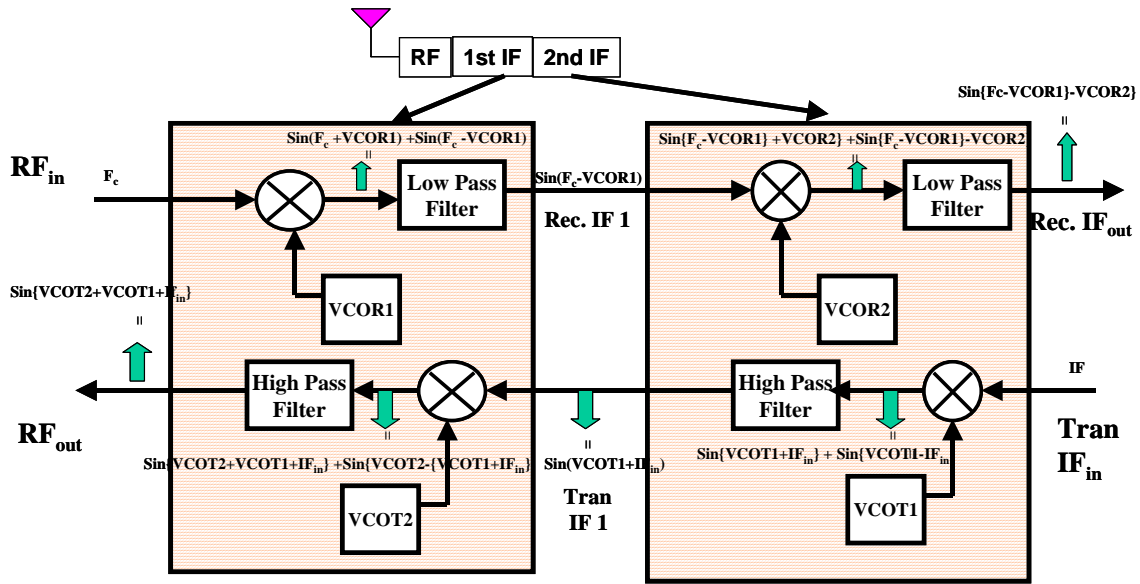 RF 1st IF 2nd IF
Sin{Fc-VCOR1}-VCOR2}
=
Sin(Fc +VCOR1) +Sin(Fc -VCOR1)
=
Sin{Fc-VCOR1} +VCOR2} +Sin{Fc-VCOR1}-VCOR2
=
RFin
Fc
Low Pass
Filter
Sin(Fc-VCOR1)
Rec. IF 1
Low Pass
Filter
Rec. IFout
VCOR1
VCOR2
Sin{VCOT2+VCOT1+IFin}
=
RFout
High Pass
Filter
=
Sin{VCOT2+VCOT1+IFin} +Sin{VCOT2-{VCOT1+IFin}
VCOT2
=
Sin(VCOT1+IFin)
Tran
IF 1
High Pass
Filter
=
Sin{VCOT1+IFin} + Sin{VCOT1-IFin
VCOT1
IF
Tran
IFin